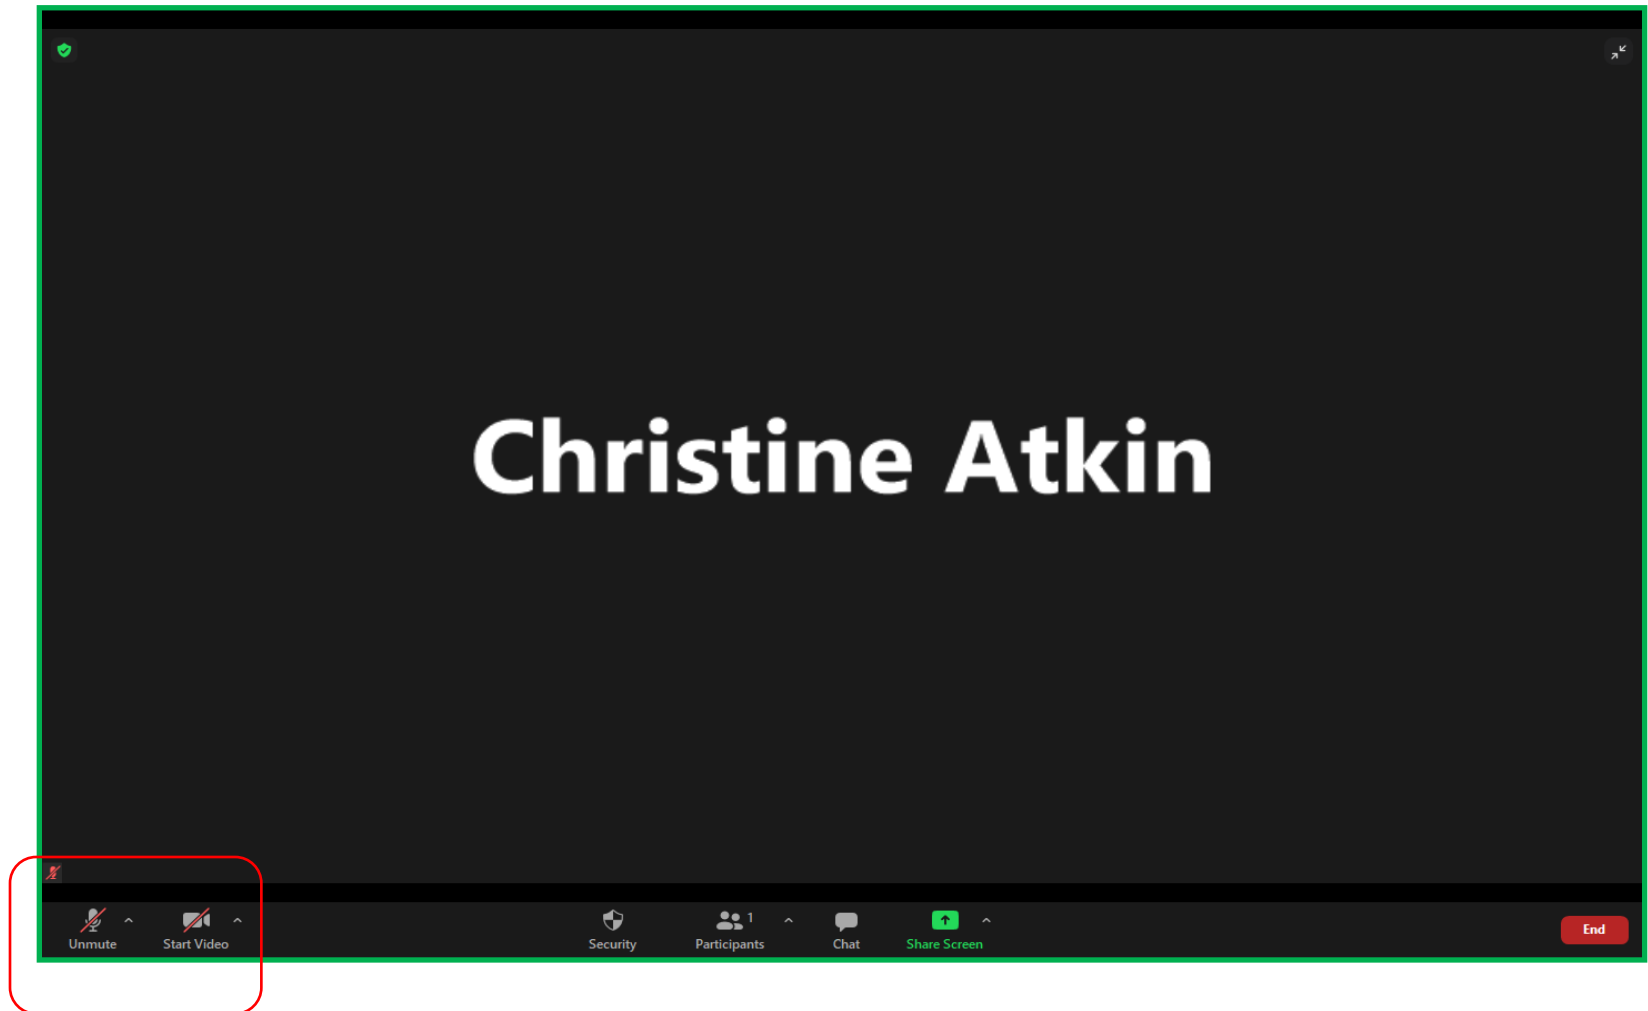 Christine Atkin
1
Unmute
Start Video
Security
Participants
Chat
Share Screen
End